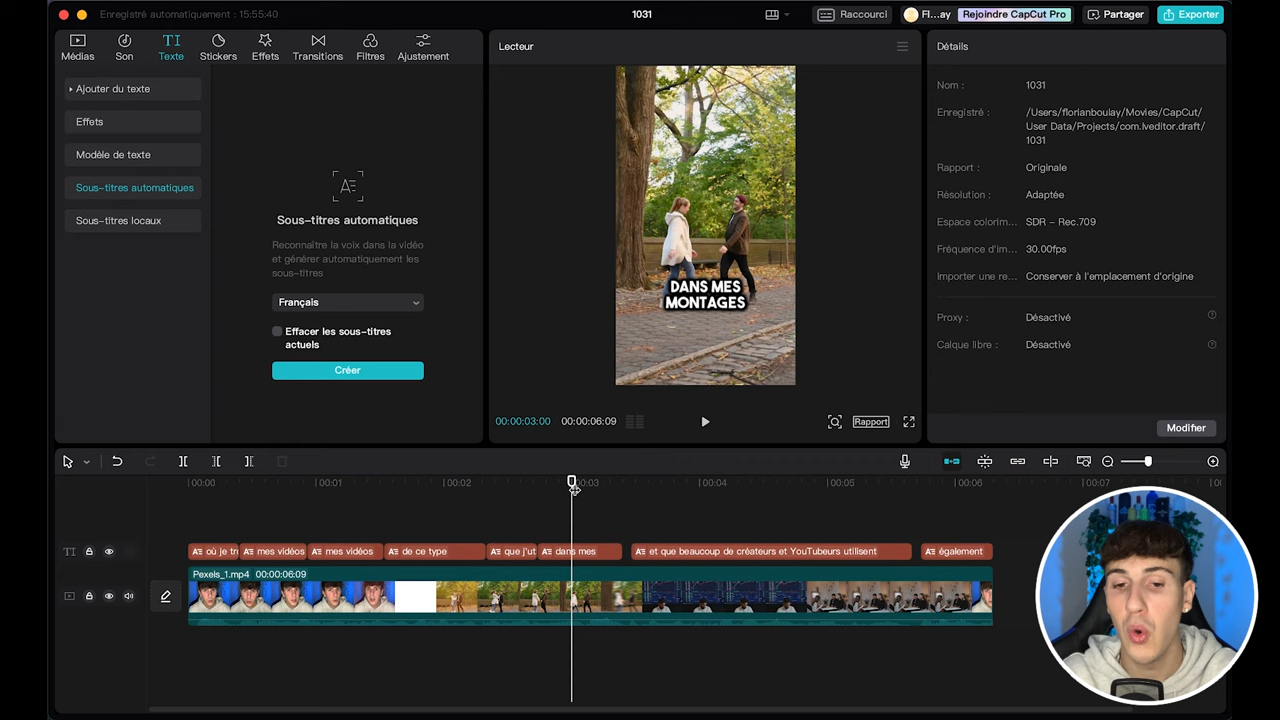 Enregistré automatiquement : 15:55:40
1031
Raccourci
Fl...ay
Rejoindre CapCut Pro
Partager
Exporter
Médias
Son
Texte
Stickers
Effets
Transitions
Filtres
Ajustement
Ajouter du texte
Effets
Modèle de texte
Sous-titres automatiques
Sous-titres locaux
Sous-titres automatiques
Reconnaître la voix dans la vidéo
et générer automatiquement les
sous-titres
Français
Effacer les sous-titres
actuels
Créer
Lecteur
DANS MES
MONTAGES
00:00:03:00
00:00:06:09
Rapport
Détails
Nom :
1031
Enregistré :
/Users/florianboulay/Movies/CapCut/
User Data/Projects/com.lveditor.draft/
1031
Rapport :
Originale
Résolution :
Adaptée
Espace colorim...
SDR – Rec.709
Fréquence d'im...
30.00fps
Importer une re...
Conserver à l'emplacement d'origine
Proxy :
Désactivé
Calque libre :
Désactivé
Modifier
00:00
00:01
00:02
00:03
00:04
00:05
00:06
00:07
où je tr
mes vidéos
mes vidéos
de ce type
que j'ut
dans mes
et que beaucoup de créateurs et YouTubeurs utilisent
également
Pexels_1.mp4 00:00:06:09